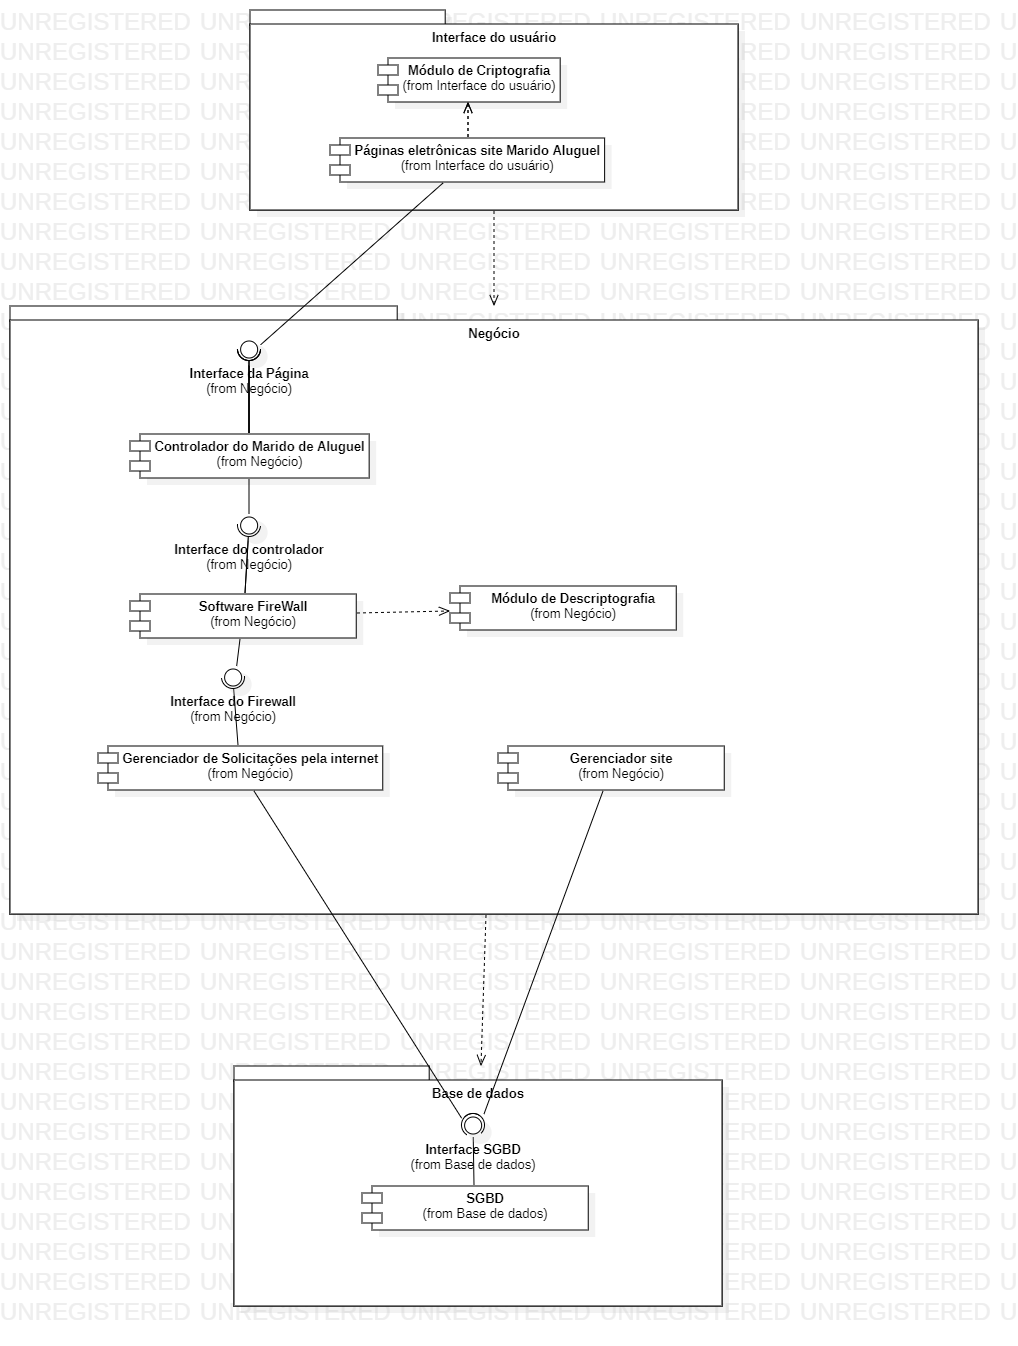 Interface do usuário
Módulo de Criptografia
(from Interface do usuário)
Páginas eletrônicas site Marido Aluguel
(from Interface do usuário)
Negócio
Interface da Página
(from Negócio)
Controlador do Marido de Aluguel
(from Negócio)
Interface do controlador
(from Negócio)
Software FireWall
(from Negócio)
Módulo de Descriptografia
(from Negócio)
Interface do Firewall
(from Negócio)
Gerenciador de Solicitações pela internet
(from Negócio)
Gerenciador site
(from Negócio)
Base de dados
Interface SGBD
(from Base de dados)
SGBD
(from Base de dados)
UNREGISTERED